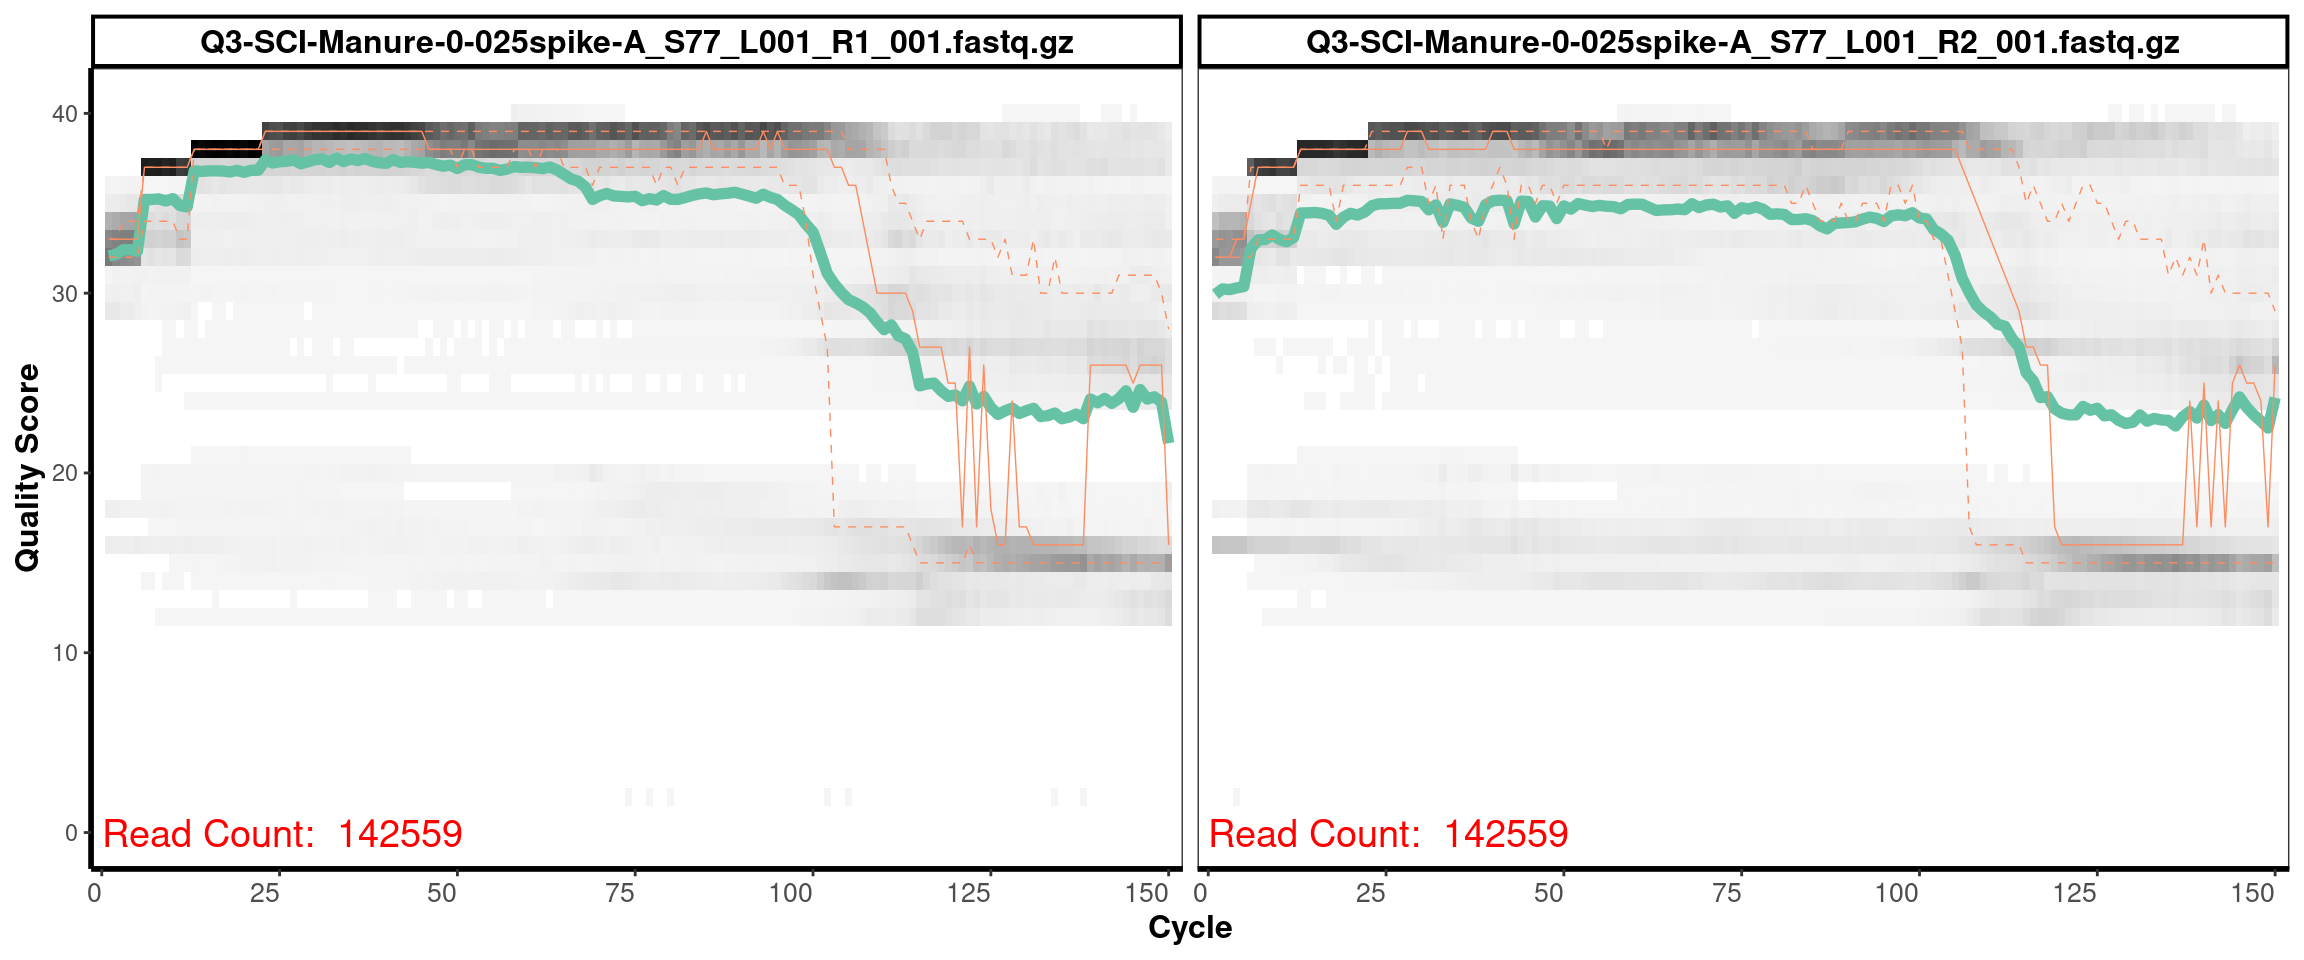 Q3-SCI-Manure-0-025spike-A_S77_L001_R1_001.fastq.gz
Q3-SCI-Manure-0-025spike-A_S77_L001_R2_001.fastq.gz
Quality Score
40
30
20
10
0
Read Count: 142559
Read Count: 142559
0 25 50 75 100 125 150
0 25 50 75 100 125 150
Cycle